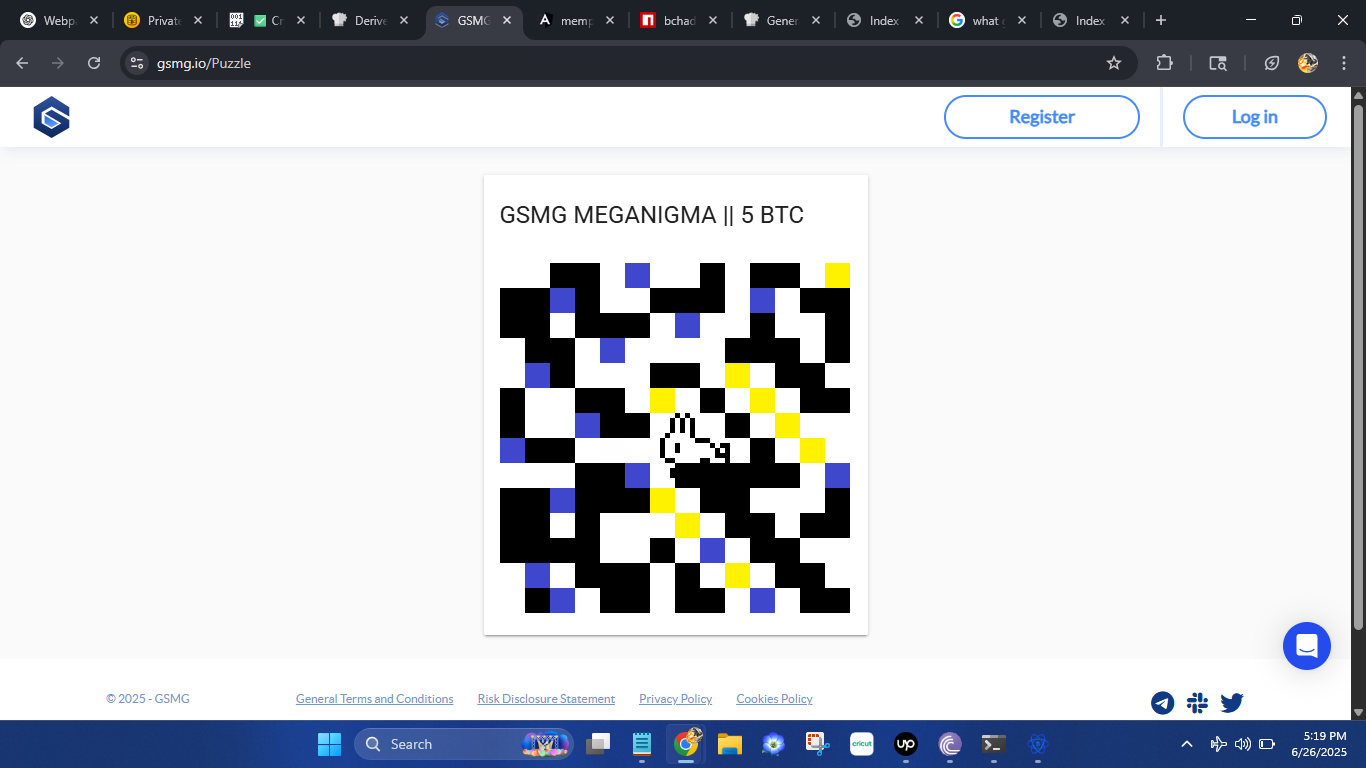 Webpa
Private
Cr
Derive
GSMG
memp
bchad
Gener
Index
what g
Index
gsmg.io/Puzzle
Register
Log in
GSMG MEGANIGMA || 5 BTC
© 2025 - GSMG
General Terms and Conditions
Risk Disclosure Statement
Privacy Policy
Cookies Policy
Search
cricut
up
5:19 PM
6/26/2025